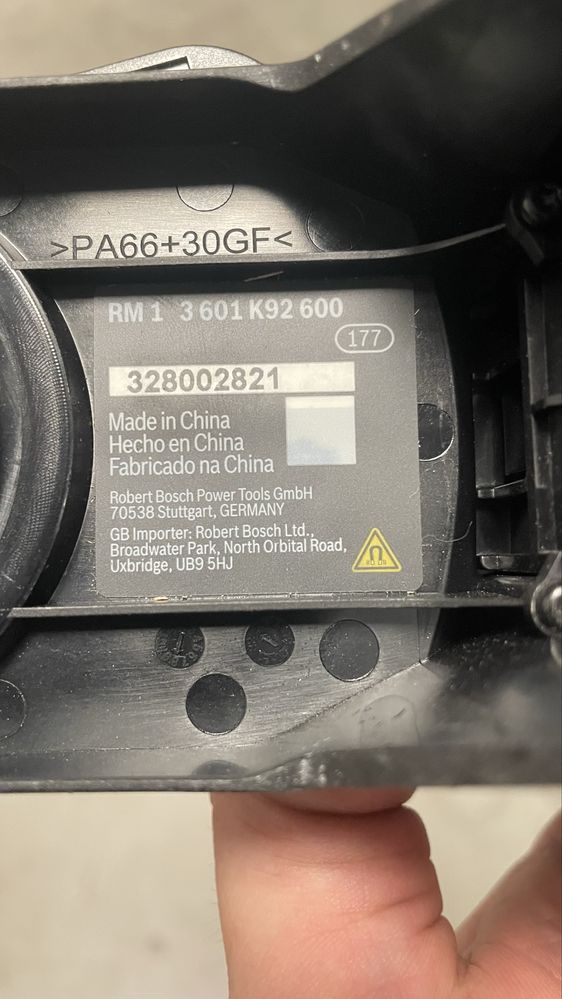 >PA66+30GF<
RM 1 3 601 K92 600
177
328002821
Made in China
Hecho en China
Fabricado na China
Robert Bosch Power Tools GmbH
70538 Stuttgart, GERMANY
GB Importer: Robert Bosch Ltd.,
Broadwater Park, North Orbital Road,
Uxbridge, UB9 5HJ